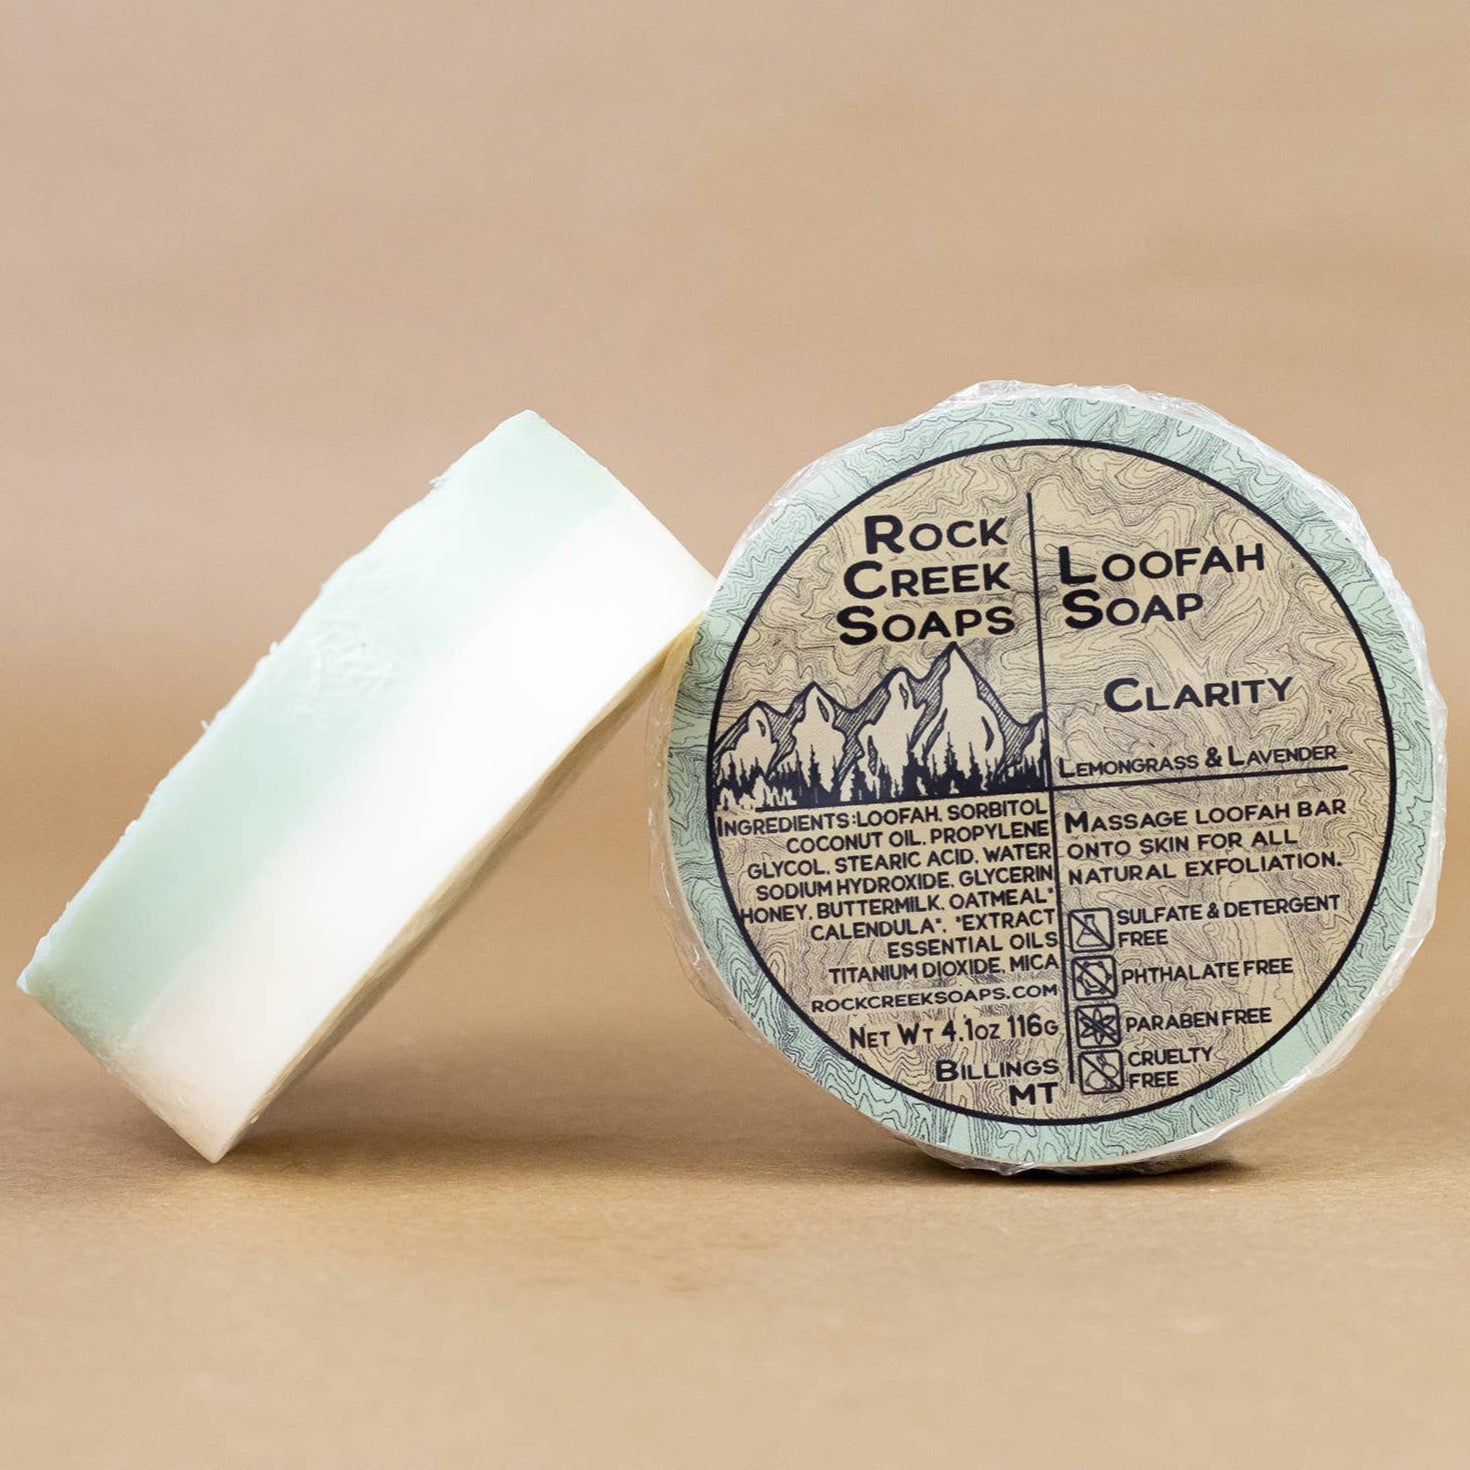 ROCK
CREEK
SOAPS
LOOFAH
SOAP
CLARITY
LEMONGRASS & LAVENDER
INGREDIENTS:LOOFAH, SORBITOL
COCONUT OIL, PROPYLENE
GLYCOL, STEARIC ACID, WATER
SODIUM HYDROXIDE, GLYCERIN
HONEY, BUTTERMILK, OATMEAL*
CALENDULA*, *EXTRACT
ESSENTIAL OILS
TITANIUM DIOXIDE, MICA
ROCKCREEKSOAPS.COM
NET WT 4.1OZ 116G
BILLINGS
MT
MASSAGE LOOFAH BAR
ONTO SKIN FOR ALL
NATURAL EXFOLIATION.
SULFATE & DETERGENT
FREE
PHTHALATE FREE
PARABEN FREE
CRUELTY
FREE